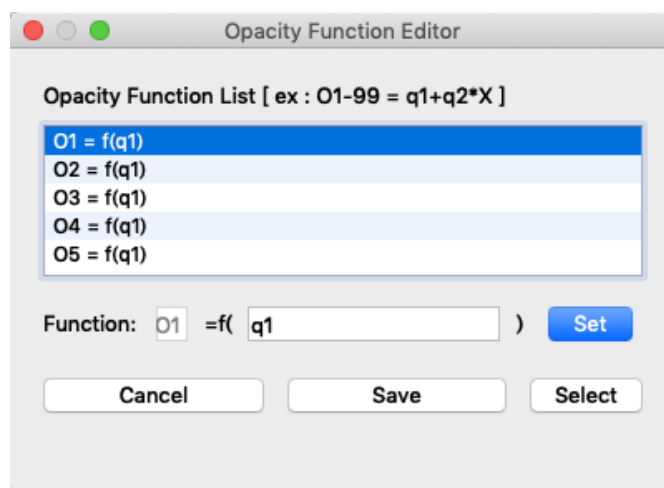 Opacity Function Editor
Opacity Function List [ ex : O1-99 = q1+q2*X ]
O1 = f(q1)
O2 = f(q1)
O3 = f(q1)
O4 = f(q1)
O5 = f(q1)
Function: O1 =f( q1 ) Set
Cancel Save Select